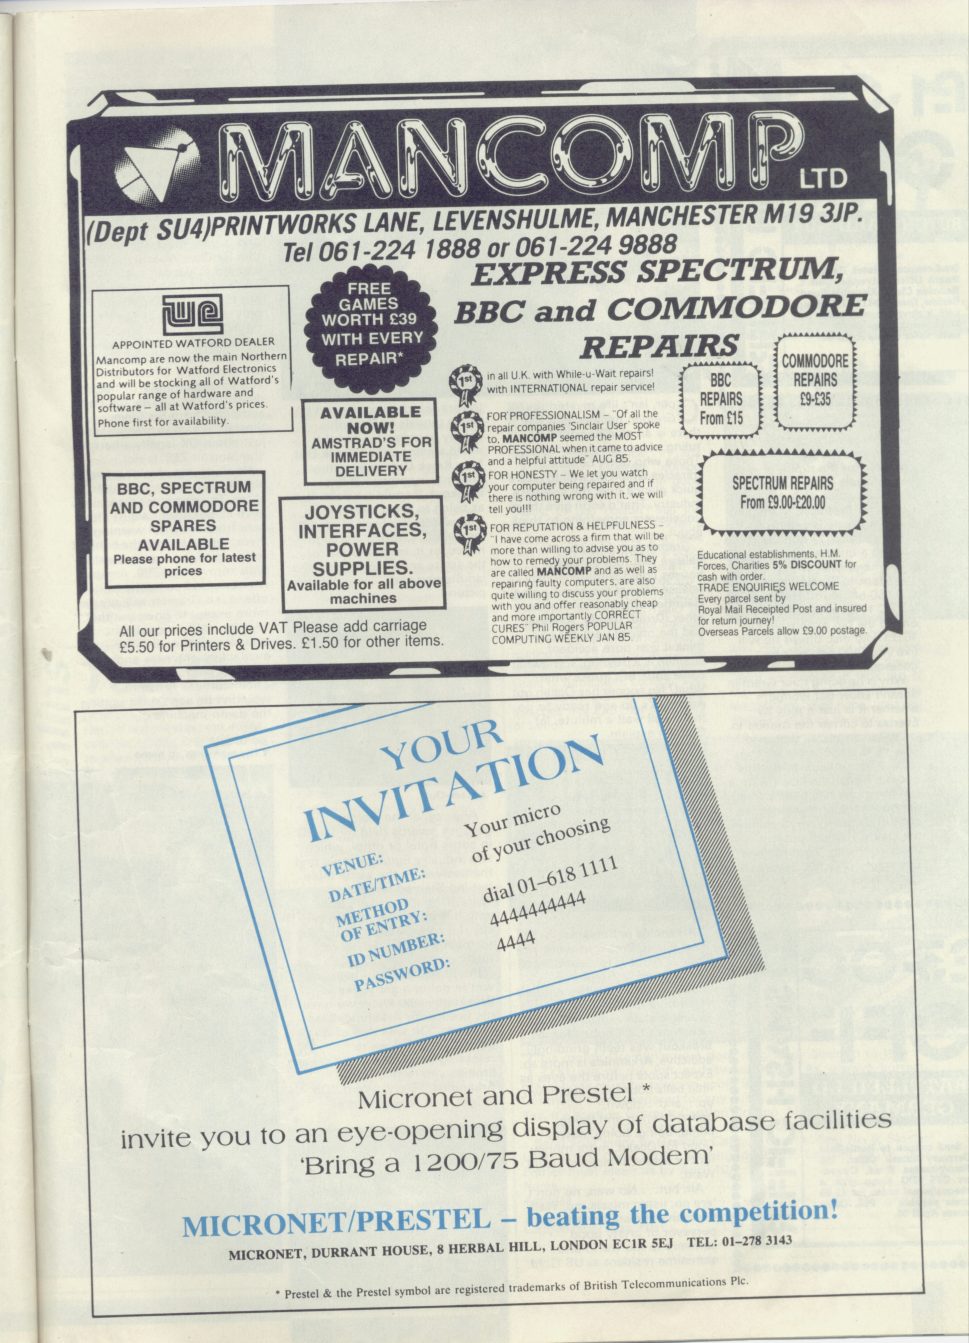 MANCOMP LTD
(Dept SU4)PRINTWORKS LANE, LEVENSHULME, MANCHESTER M19 3JP.
Tel 061-224 1888 or 061-224 9888
EXPRESS SPECTRUM,
BBC and COMMODORE
REPAIRS
we
APPOINTED WATFORD DEALER
Mancomp are now the main Northern
Distributors for Watford Electronics
and will be stocking all of Watford's
popular range of hardware and
software – all at Watford's prices.
Phone first for availability.
FREE
GAMES
WORTH £39
WITH EVERY
REPAIR*
AVAILABLE
NOW!
AMSTRAD'S FOR
IMMEDIATE
DELIVERY
BBC, SPECTRUM
AND COMMODORE
SPARES
AVAILABLE
Please phone for latest
prices
JOYSTICKS,
INTERFACES,
POWER
SUPPLIES.
Available for all above
machines
All our prices include VAT Please add carriage
£5.50 for Printers & Drives. £1.50 for other items.
1st
in all U.K. with While-u-Wait repairs!
with INTERNATIONAL repair service!
1st
FOR PROFESSIONALISM – "Of all the
repair companies 'Sinclair User' spoke
to, MANCOMP seemed the MOST
PROFESSIONAL when it came to advice
and a helpful attitude" AUG 85.
1st
FOR HONESTY – We let you watch
your computer being repaired and if
there is nothing wrong with it, we will
tell you!!!
1st
FOR REPUTATION & HELPFULNESS –
"I have come across a firm that will be
more than willing to advise you as to
how to remedy your problems. They
are called MANCOMP and as well as
repairing faulty computers, are also
quite willing to discuss your problems
with you and offer reasonably cheap
and more importantly CORRECT
CURES" Phil Rogers POPULAR
COMPUTING WEEKLY JAN 85.
BBC
REPAIRS
From £15
COMMODORE
REPAIRS
£9-£35
SPECTRUM REPAIRS
From £9.00-£20.00
Educational establishments, H.M.
Forces, Charities 5% DISCOUNT for
cash with order.
TRADE ENQUIRIES WELCOME
Every parcel sent by
Royal Mail Receipted Post and insured
for return journey!
Overseas Parcels allow £9.00 postage.
YOUR
INVITATION
VENUE: Your micro
DATE/TIME: of your choosing
METHOD
OF ENTRY: dial 01–618 1111
ID NUMBER: 4444444444
PASSWORD: 4444
Micronet and Prestel *
invite you to an eye-opening display of database facilities
'Bring a 1200/75 Baud Modem'
MICRONET/PRESTEL – beating the competition!
MICRONET, DURRANT HOUSE, 8 HERBAL HILL, LONDON EC1R 5EJ TEL: 01–278 3143
* Prestel & the Prestel symbol are registered trademarks of British Telecommunications Plc.